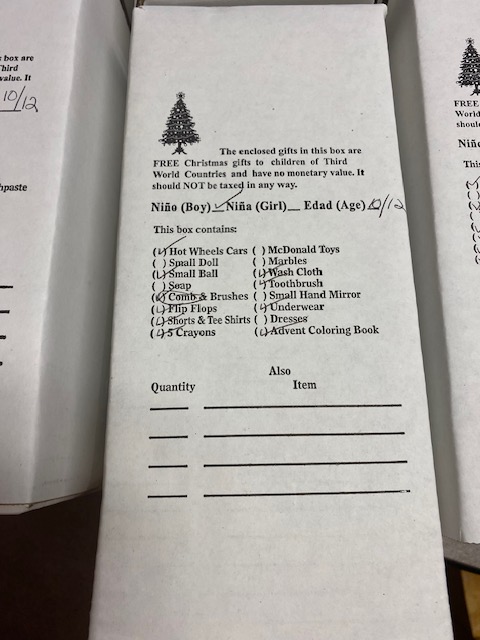 box are
Third
value. It
10/12
hpaste
The enclosed gifts in this box are
FREE Christmas gifts to children of Third
World Countries and have no monetary value. It
should NOT be taxed in any way.
Niño (Boy)✓Niña (Girl)__ Edad (Age) 10/12
This box contains:
(✓) Hot Wheels Cars ( ) McDonald Toys
( ) Small Doll ( ) Marbles
(✓) Small Ball (✓) Wash Cloth
( ) Soap (✓) Toothbrush
(✓) Comb & Brushes ( ) Small Hand Mirror
(✓) Flip Flops (✓) Underwear
(✓) Shorts & Tee Shirts ( ) Dresses
(✓) 5 Crayons (✓) Advent Coloring Book
Also
Quantity Item
FREE
World
shoul
Niño
This